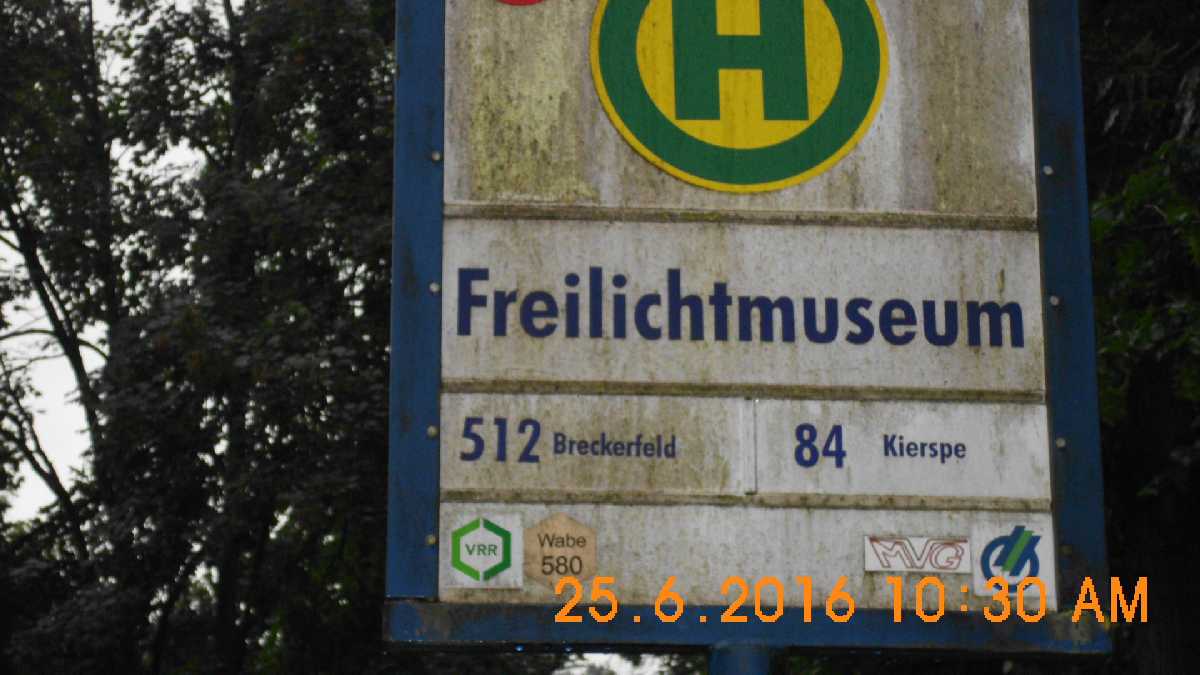 H
Freilichtmuseum
512 Breckerfeld 84 Kierspe
VRR Wabe 580 MVG
25.6.2016 10:30 AM